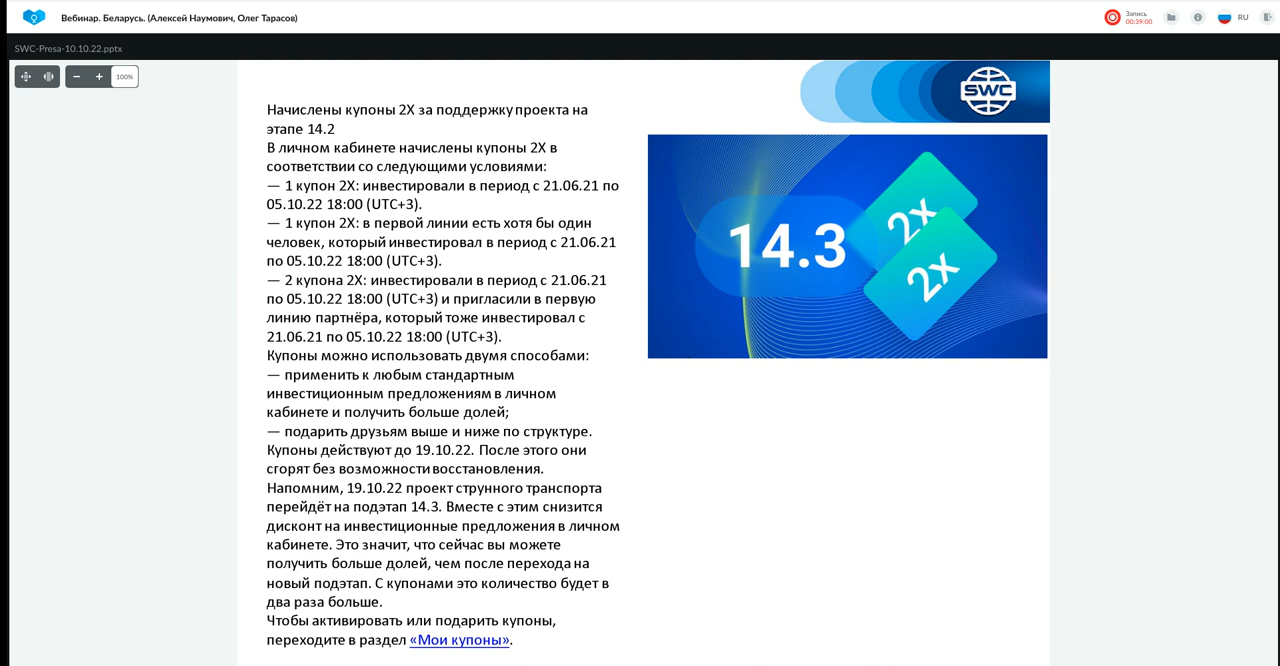 Вебинар. Беларусь. (Алексей Наумович, Олег Тарасов)
Запись
00:39:00
RU
SWC-Presa-10.10.22.pptx
100%
SWC
Начислены купоны 2X за поддержку проекта на
этапе 14.2
В личном кабинете начислены купоны 2X в
соответствии со следующими условиями:
— 1 купон 2X: инвестировали в период с 21.06.21 по
05.10.22 18:00 (UTC+3).
— 1 купон 2X: в первой линии есть хотя бы один
человек, который инвестировал в период с 21.06.21
по 05.10.22 18:00 (UTC+3).
— 2 купона 2X: инвестировали в период с 21.06.21
по 05.10.22 18:00 (UTC+3) и пригласили в первую
линию партнёра, который тоже инвестировал с
21.06.21 по 05.10.22 18:00 (UTC+3).
Купоны можно использовать двумя способами:
— применить к любым стандартным
инвестиционным предложениям в личном
кабинете и получить больше долей;
— подарить друзьям выше и ниже по структуре.
Купоны действуют до 19.10.22. После этого они
сгорят без возможности восстановления.
Напомним, 19.10.22 проект струнного транспорта
перейдёт на подэтап 14.3. Вместе с этим снизится
дисконт на инвестиционные предложения в личном
кабинете. Это значит, что сейчас вы можете
получить больше долей, чем после перехода на
новый подэтап. С купонами это количество будет в
два раза больше.
Чтобы активировать или подарить купоны,
переходите в раздел «Мои купоны».
14.3
2x
2x